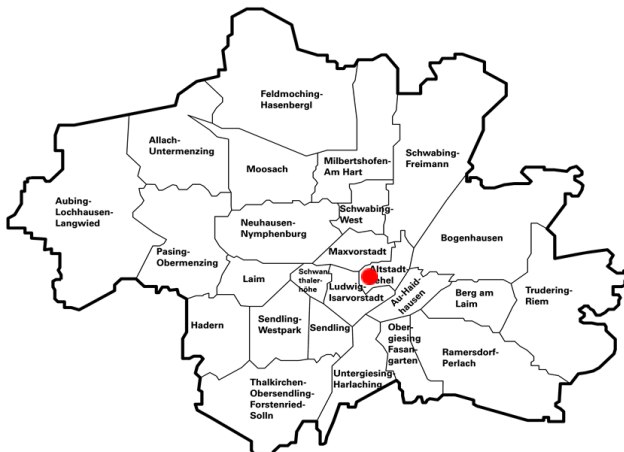 Feldmoching-
Hasenbergl
Allach-
Untermenzing
Moosach
Milbertshofen-
Am Hart
Schwabing-
Freimann
Aubing-
Lochhausen-
Langwied
Schwabing-
West
Neuhausen-
Nymphenburg
Bogenhausen
Pasing-
Obermenzing
Maxvorstadt
Laim
Schwan
thaler-
höhe
Ludwig-
Isarvorstadt
Altstadt-
ehel
Au-Haid-
hausen
Berg am
Laim
Trudering-
Riem
Hadern
Sendling-
Westpark
Sendling
Ober-
giesing
Fasan-
garten
Ramersdorf-
Perlach
Untergiesing-
Harlaching
Thalkirchen-
Obersendling-
Forstenried-
Solln